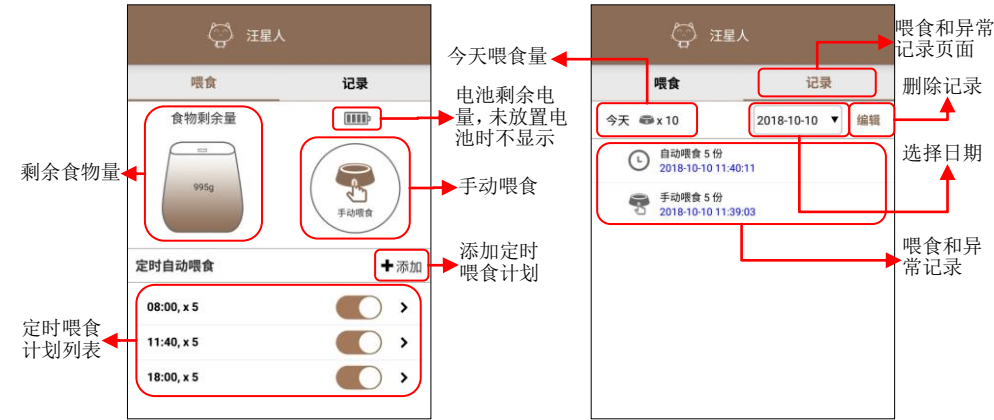 汪星人
喂食
记录
食物剩余量
995g
手动喂食
定时自动喂食
添加
08:00, x 5
11:40, x 5
18:00, x 5
剩余食物量
定时喂食
计划列表
电池剩余电
量，未放置电
池时不显示
手动喂食
添加定时
喂食计划
汪星人
喂食
记录
今天 x 10
2018-10-10
编辑
自动喂食 5 份
2018-10-10 11:40:11
手动喂食 5 份
2018-10-10 11:39:03
今天喂食量
喂食和异常
记录页面
删除记录
选择日期
喂食和异
常记录